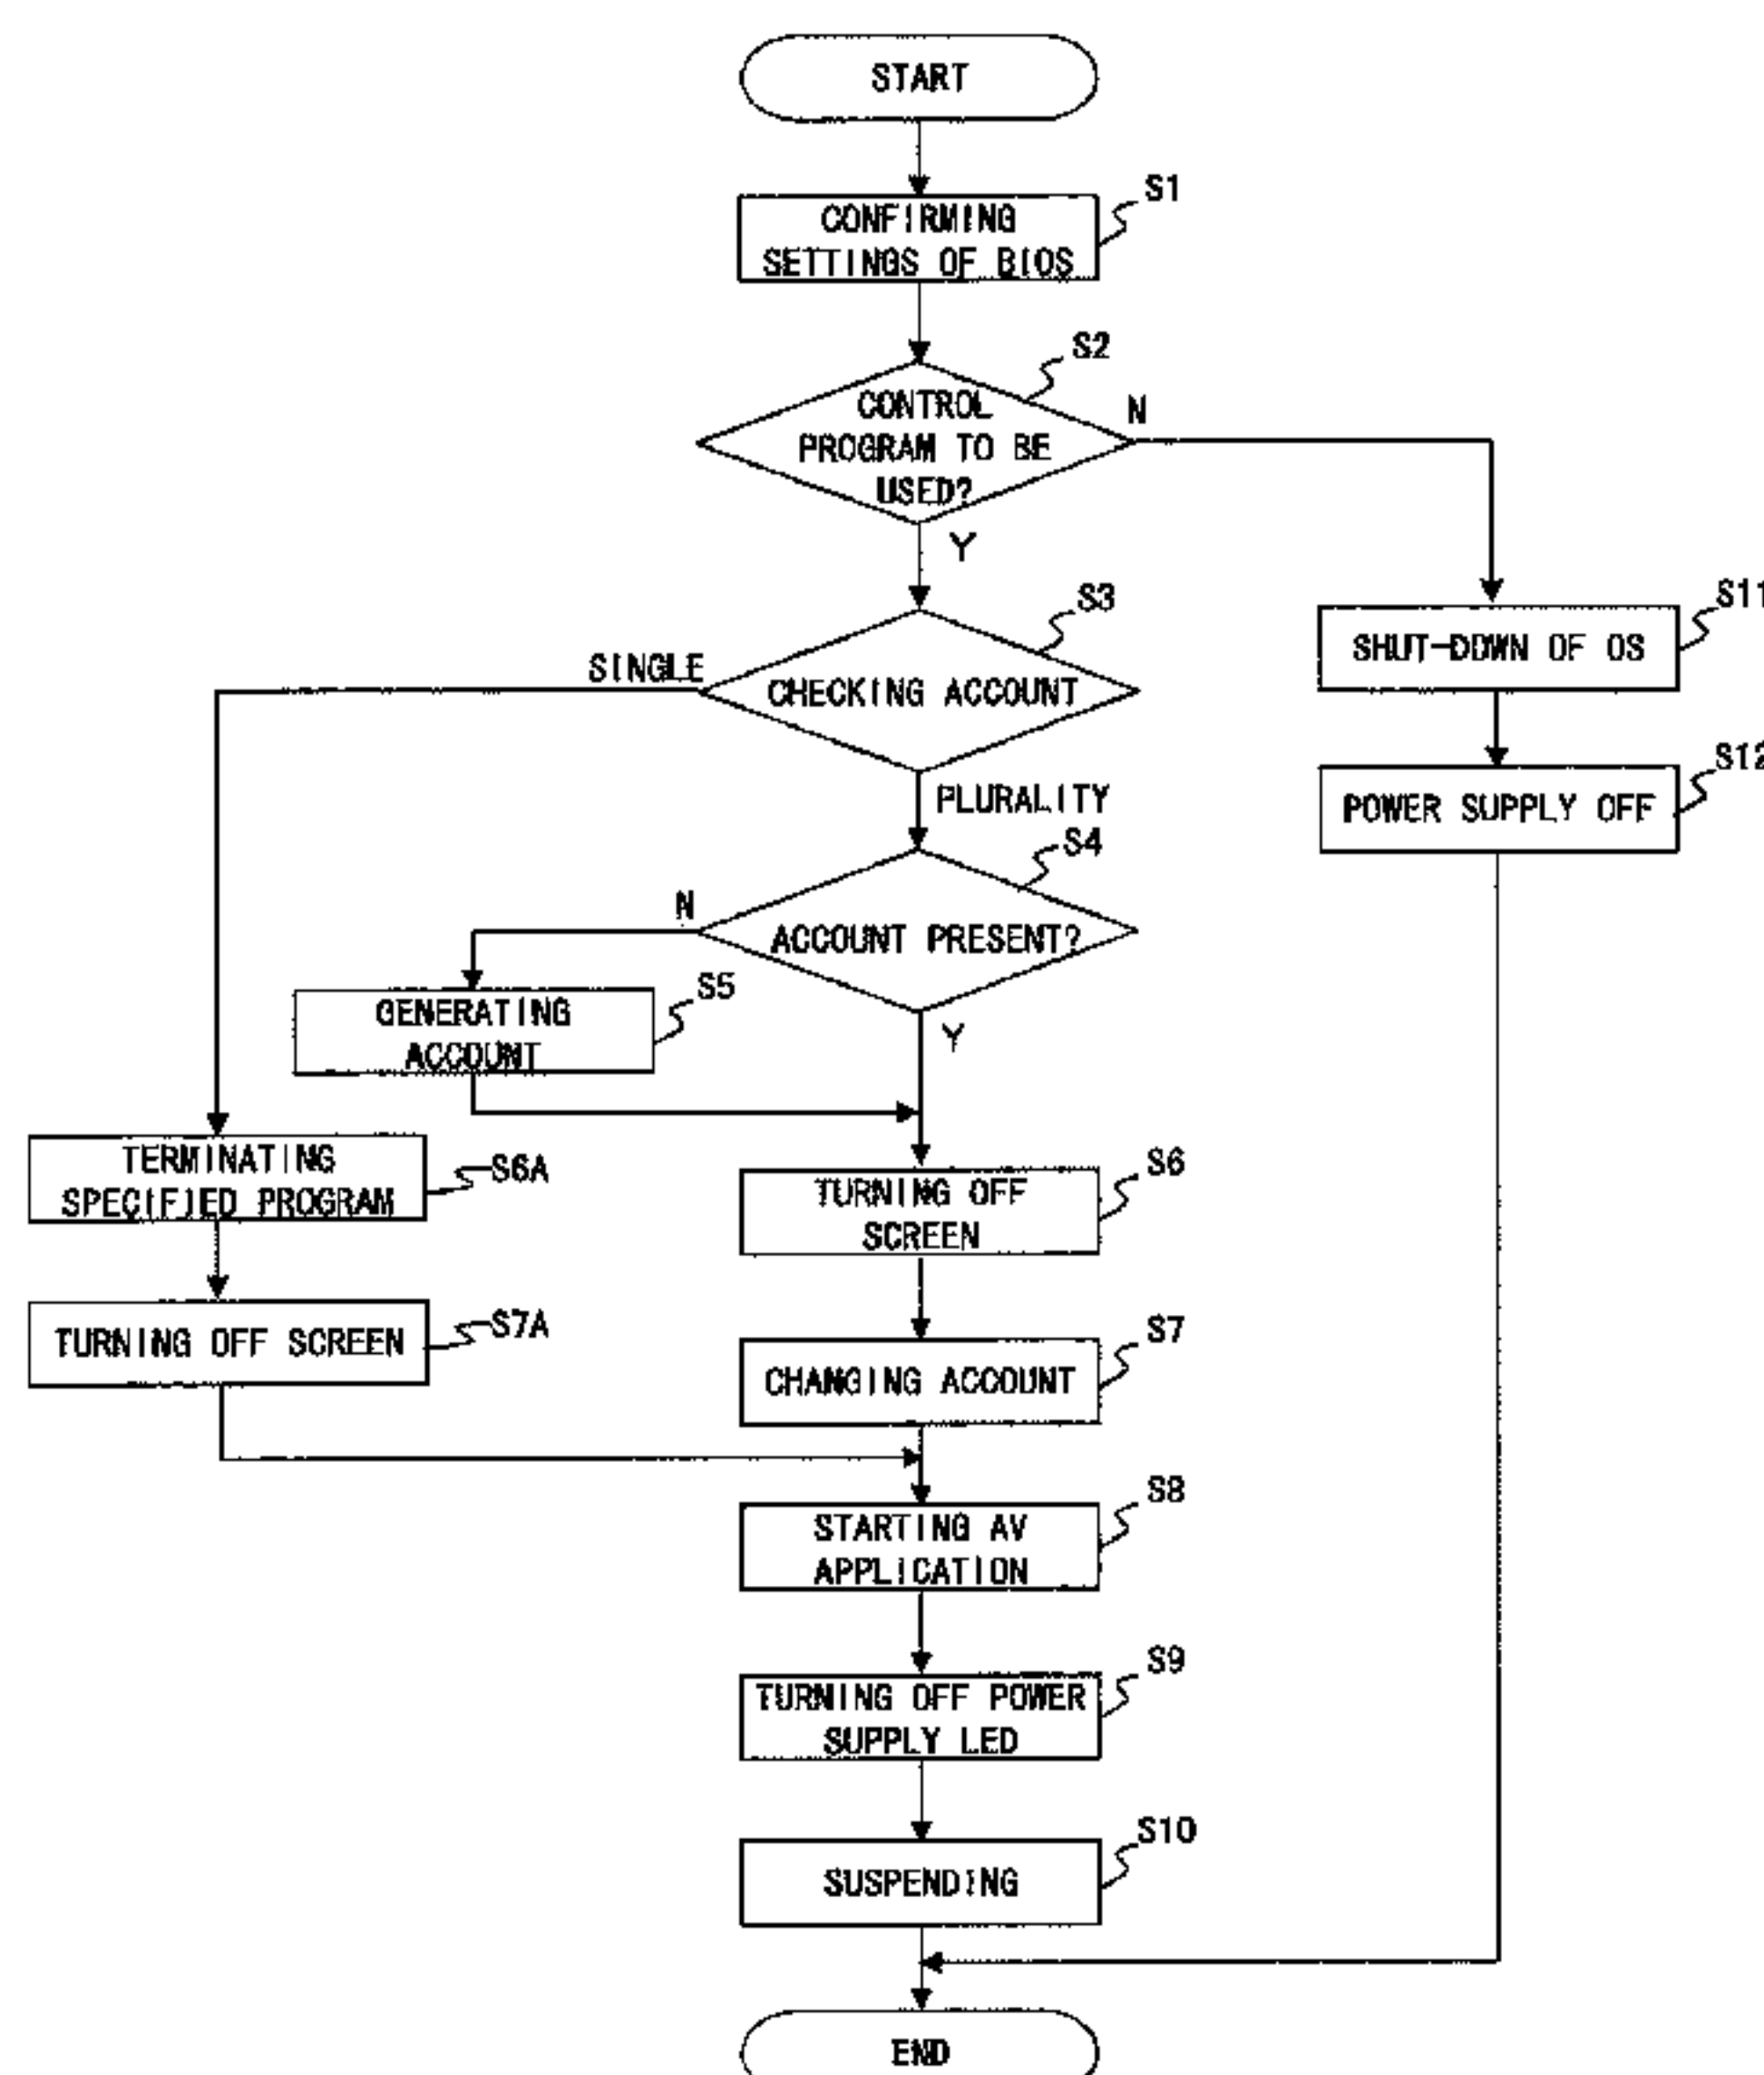 START
S1
CONFIRMING
SETTINGS OF BIOS
S2
CONTROL
PROGRAM TO BE
USED?
N
Y
S3
SINGLE
CHECKING ACCOUNT
S11
SHUT-DOWN OF OS
PLURALITY
S12
POWER SUPPLY OFF
S4
N
ACCOUNT PRESENT?
S5
GENERATING
ACCOUNT
Y
TERMINATING
SPECIFIED PROGRAM
S6A
S6
TURNING OFF
SCREEN
TURNING OFF SCREEN
S7A
S7
CHANGING ACCOUNT
S8
STARTING AV
APPLICATION
S9
TURNING OFF POWER
SUPPLY LED
S10
SUSPENDING
END